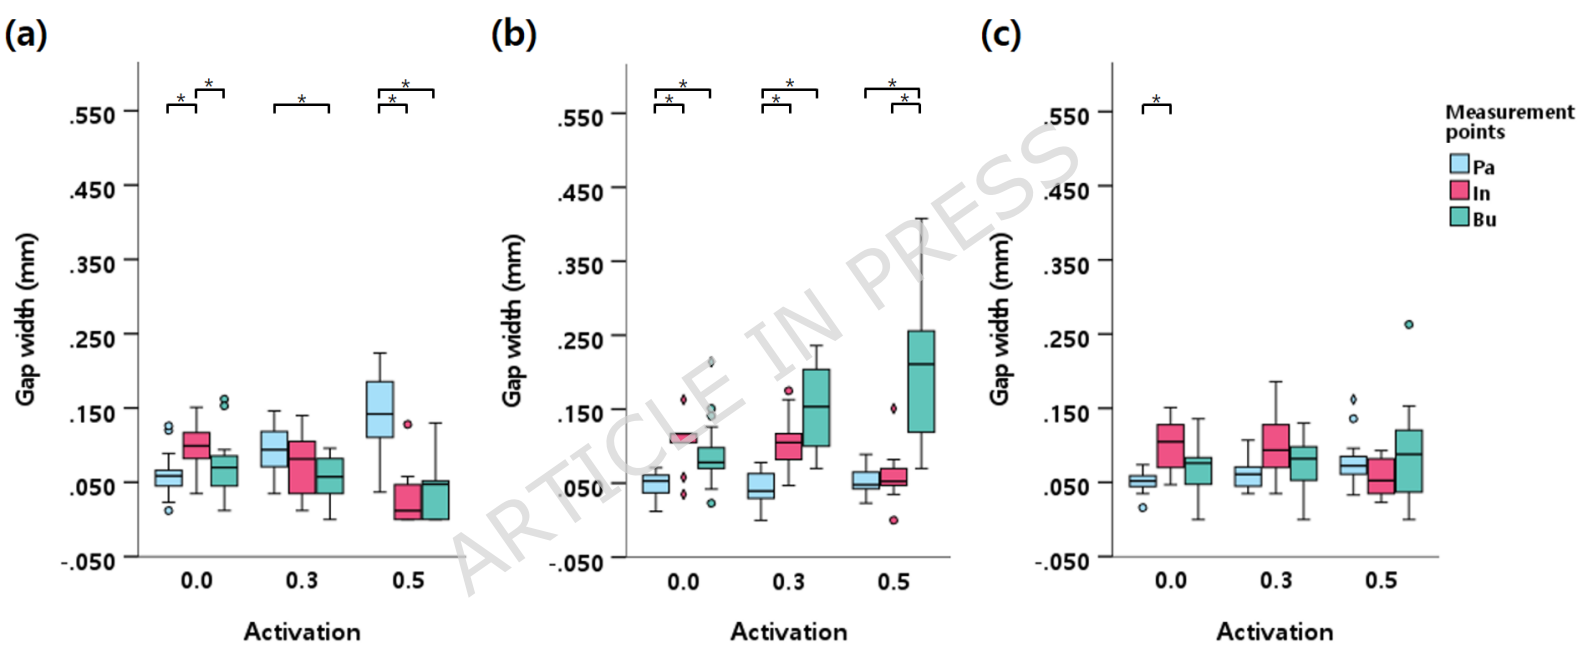 (a)
(b)
(c)
* *
* *
*
* *
* *
* *
* *
*
.550
.450
.350
.250
.150
.050
-.050
Gap width (mm)
0.0 0.3 0.5
Activation
.550
.450
.350
.250
.150
.050
-.050
Gap width (mm)
0.0 0.3 0.5
Activation
.550
.450
.350
.250
.150
.050
-.050
Gap width (mm)
0.0 0.3 0.5
Activation
Measurement
points
Pa
In
Bu
ARTICLE IN PRESS